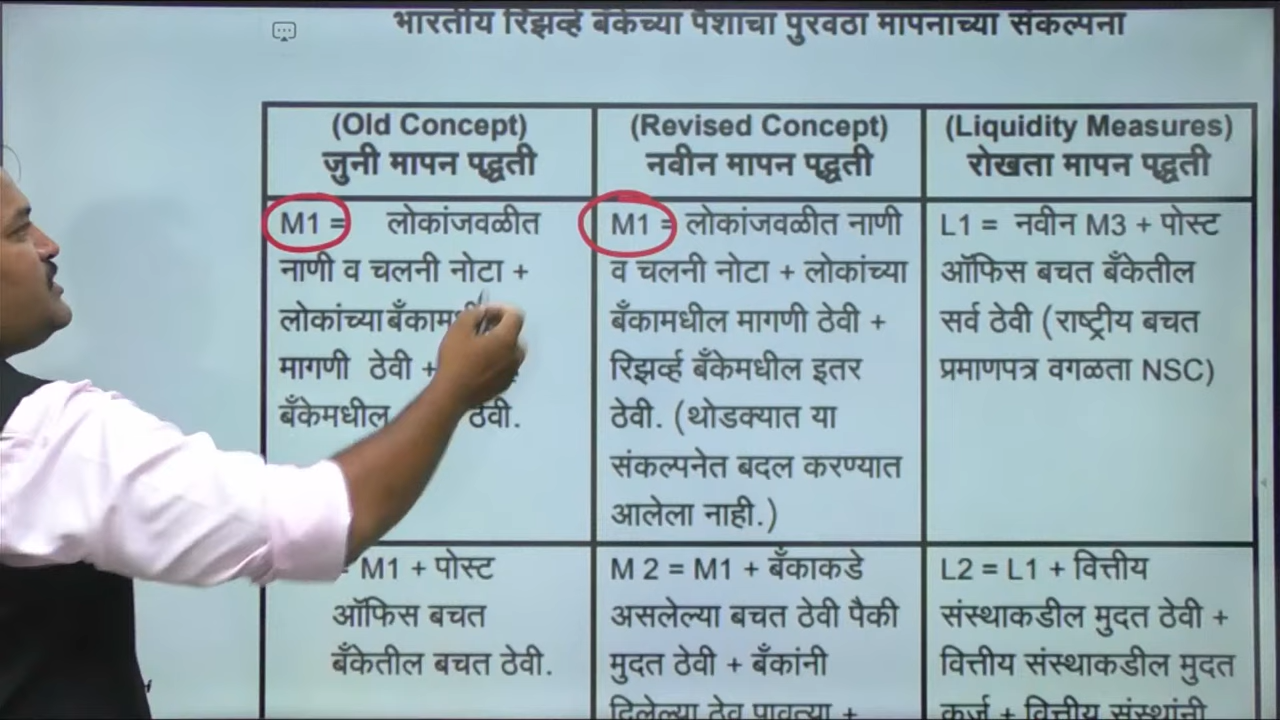 भारतीय रिझर्व्ह बँकेच्या पैशाचा पुरवठा मापनाच्या संकल्पना
(Old Concept)
जुनी मापन पद्धती
(Revised Concept)
नवीन मापन पद्धती
(Liquidity Measures)
रोखता मापन पद्धती
M1 = लोकांजवळीत
नाणी व चलनी नोटा +
लोकांच्या
मागणी ठेवी +
बँकेमधील ठेवी.
M1 = लोकांजवळीत नाणी
व चलनी नोटा + लोकांच्या
बँकामधील मागणी ठेवी +
रिझर्व्ह बँकेमधील इतर
ठेवी. (थोडक्यात या
संकल्पनेत बदल करण्यात
आलेला नाही.)
L1 = नवीन M3 + पोस्ट
ऑफिस बचत बँकेतील
सर्व ठेवी (राष्ट्रीय बचत
प्रमाणपत्र वगळता NSC)
= M1 + पोस्ट
ऑफिस बचत
बँकेतील बचत ठेवी.
M 2 = M1 + बँकाकडे
असलेल्या बचत ठेवी पैकी
मुदत ठेवी + बँकांनी
दिलेल्या ठेव पावत्या +
L2 = L1 + वित्तीय
संस्थाकडील मुदत ठेवी +
वित्तीय संस्थाकडील मुदत
कर्ज + वित्तीय संस्थांनी